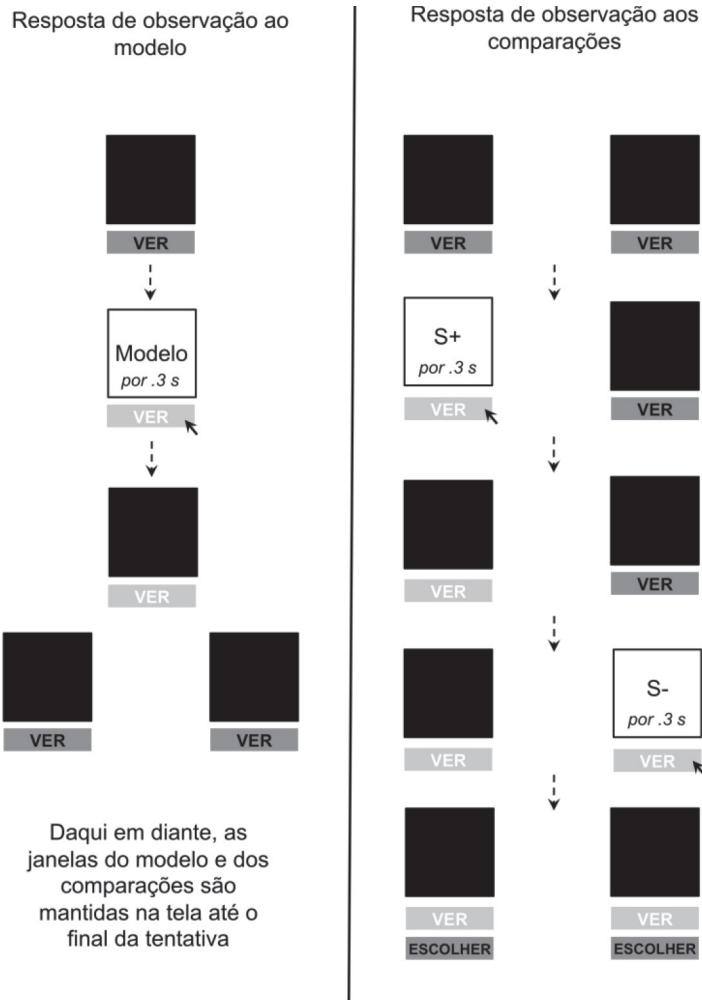 Resposta de observação ao
modelo
VER
Modelo
por .3 s
VER
VER
VER
VER
Daqui em diante, as
janelas do modelo e dos
comparações são
mantidas na tela até o
final da tentativa
Resposta de observação aos
comparações
VER
VER
S+
por .3 s
VER
VER
VER
VER
S-
por .3 s
VER
VER
VER
VER
ESCOLHER
ESCOLHER